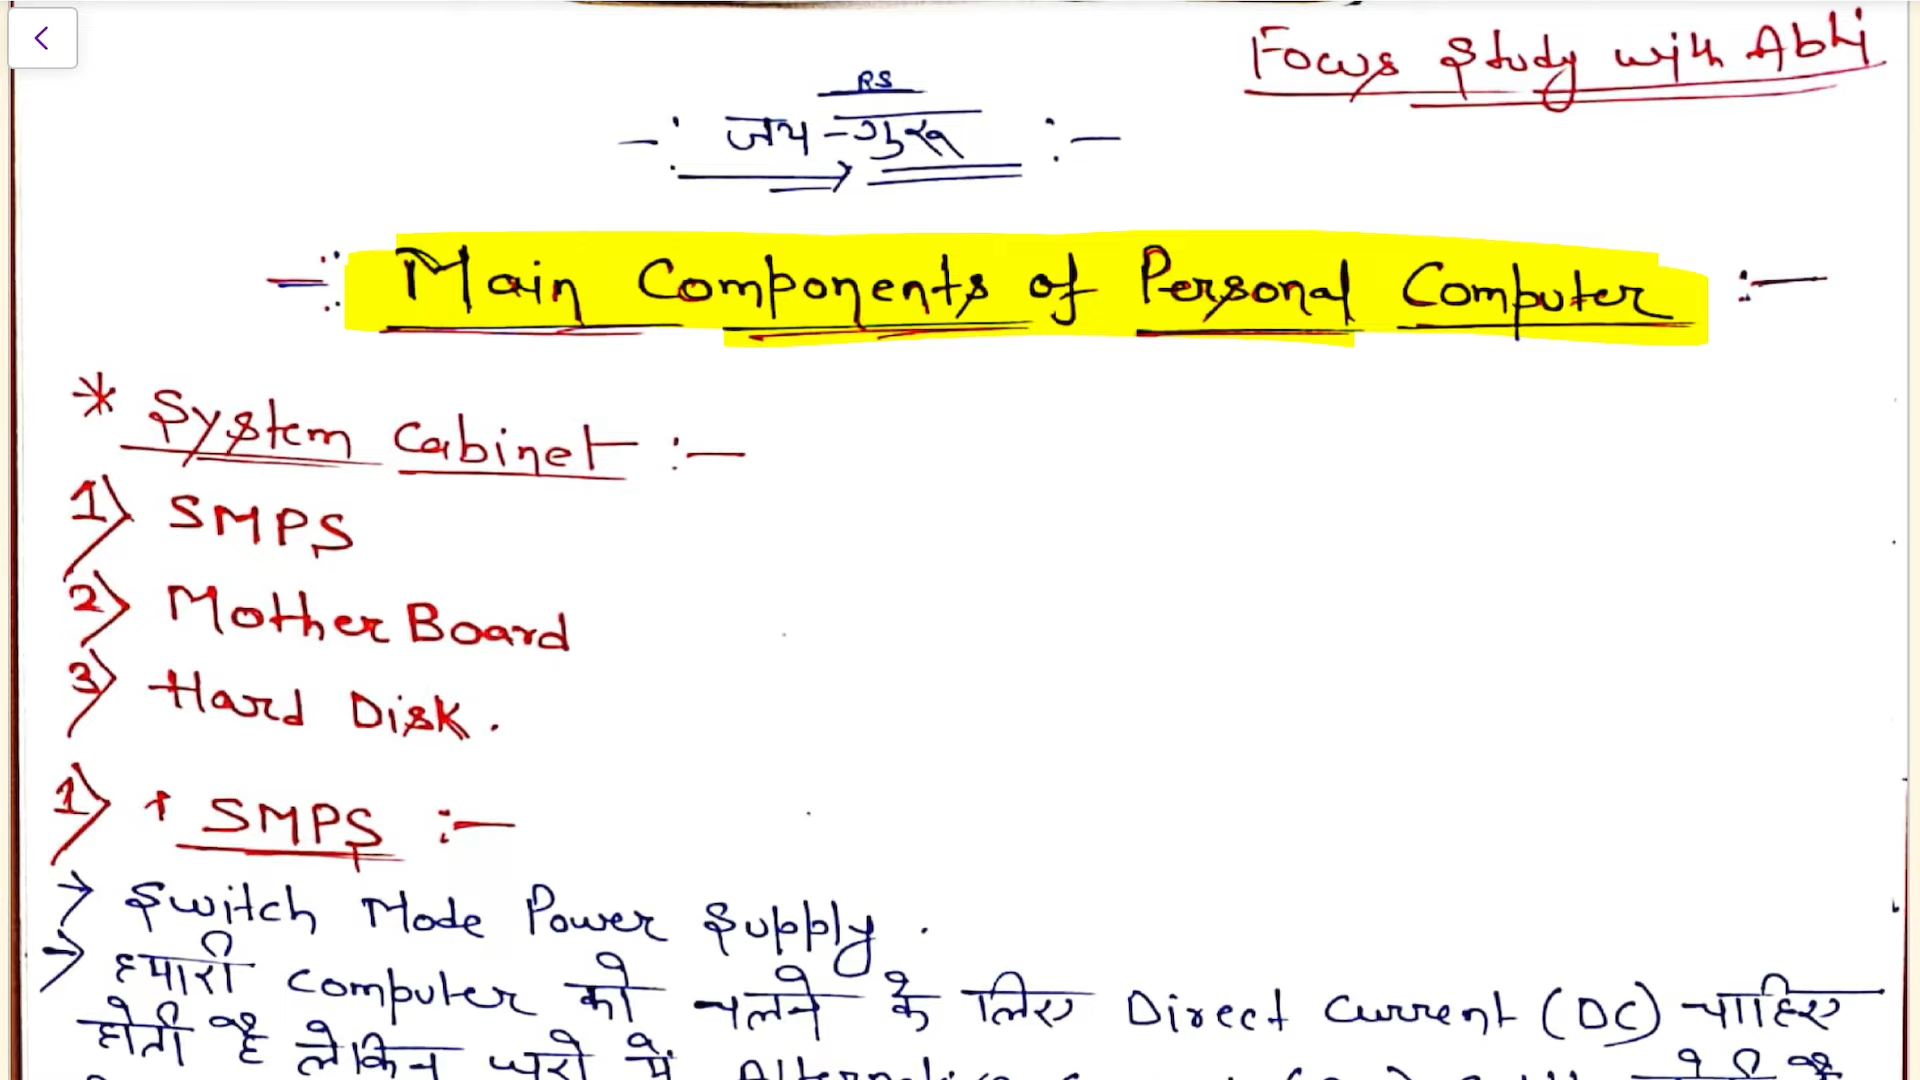 Focus Study with Abhi
RS
-: जय-गुरु :-
-: Main Components of Personal Computer :-
* System Cabinet :-
1) SMPS
2) Mother Board
3) Hard Disk.
1) * SMPS :-
→ Switch Mode Power Supply.
→ हमारी Computer को चलने के लिए Direct Current (DC) चाहिए
होती है लेकिन घरो में